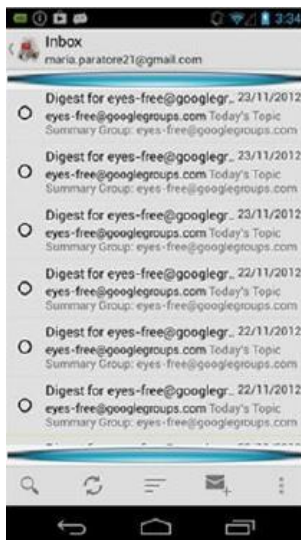 3:34
Inbox
maria.paratore21@gmail.com
Digest for eyes-free@googlegr.. 23/11/2012
eyes-free@googlegroups.com Today's Topic
Summary Group: eyes-free@googlegroups.com
Digest for eyes-free@googlegr.. 23/11/2012
eyes-free@googlegroups.com Today's Topic
Summary Group: eyes-free@googlegroups.com
Digest for eyes-free@googlegr.. 23/11/2012
eyes-free@googlegroups.com Today's Topic
Summary Group: eyes-free@googlegroups.com
Digest for eyes-free@googlegr.. 22/11/2012
eyes-free@googlegroups.com Today's Topic
Summary Group: eyes-free@googlegroups.com
Digest for eyes-free@googlegr.. 22/11/2012
eyes-free@googlegroups.com Today's Topic
Summary Group: eyes-free@googlegroups.com
Digest for eyes-free@googlegr.. 22/11/2012
eyes-free@googlegroups.com Today's Topic
Summary Group: eyes-free@googlegroups.com